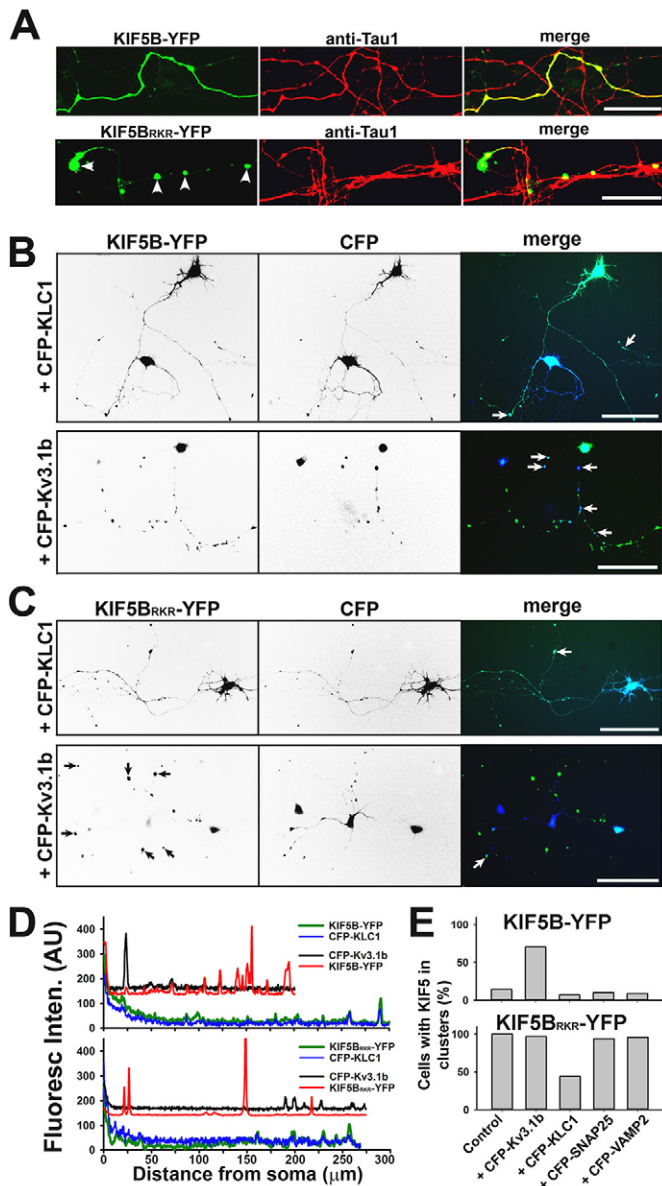 A
KIF5B-YFP anti-Tau1 merge
KIF5BRKR-YFP anti-Tau1 merge
B
KIF5B-YFP CFP merge
+ CFP-KLC1
+ CFP-Kv3.1b
C
KIF5BRKR-YFP CFP merge
+ CFP-KLC1
+ CFP-Kv3.1b
D
Fluoresc Inten. (AU)
400
300
200
100
0
KIF5B-YFP
CFP-KLC1
CFP-Kv3.1b
KIF5B-YFP
400
300
200
100
0
KIF5BRKR-YFP
CFP-KLC1
CFP-Kv3.1b
KIF5BRKR-YFP
0 50 100 150 200 250 300
Distance from soma (μm)
E
Cells with KIF5 in
clusters (%)
KIF5B-YFP
100
50
0
KIF5BRKR-YFP
100
50
0
Control
+ CFP-Kv3.1b
+ CFP-KLC1
+ CFP-SNAP25
+ CFP-VAMP2